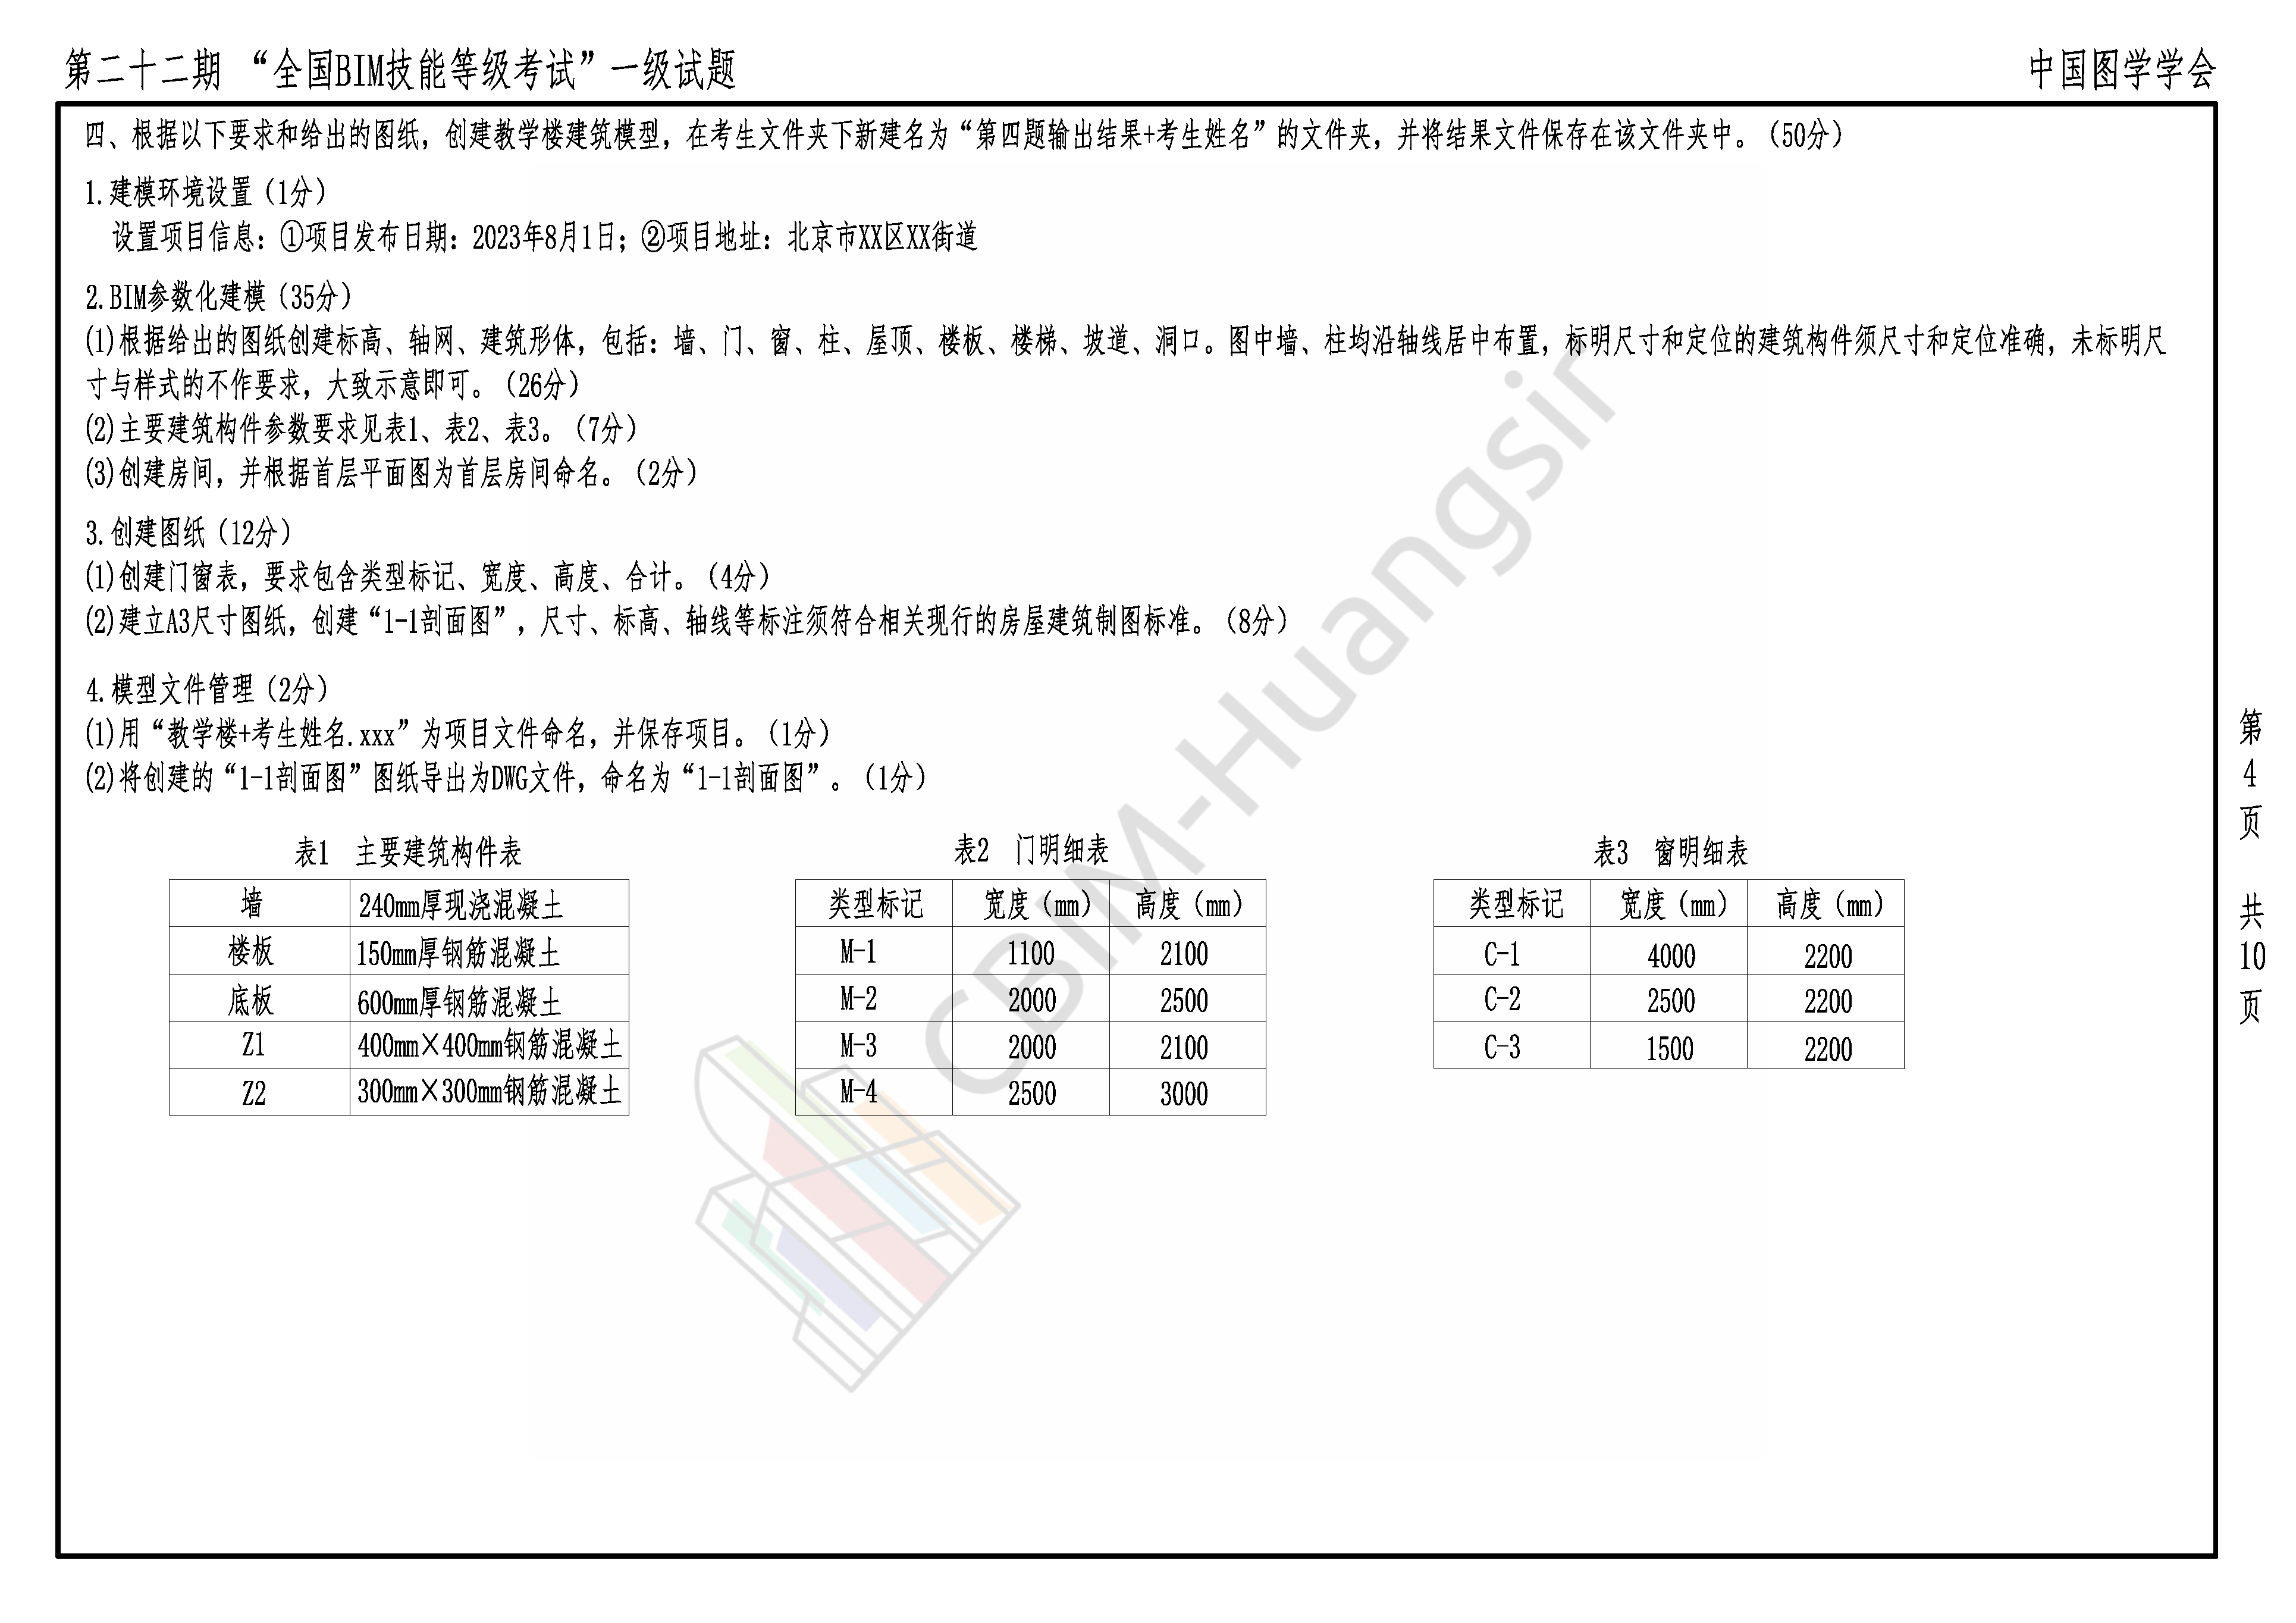 第二十二期 “全国BIM技能等级考试”一级试题
中国图学学会
四、根据以下要求和给出的图纸，创建教学楼建筑模型，在考生文件夹下新建名为“第四题输出结果+考生姓名”的文件夹，并将结果文件保存在该文件夹中。（50分）
1.建模环境设置（1分）
设置项目信息：①项目发布日期：2023年8月1日；②项目地址：北京市XX区XX街道
2.BIM参数化建模（35分）
(1)根据给出的图纸创建标高、轴网、建筑形体，包括：墙、门、窗、柱、屋顶、楼板、楼梯、坡道、洞口。图中墙、柱均沿轴线居中布置，标明尺寸和定位的建筑构件须尺寸和定位准确，未标明尺
寸与样式的不作要求，大致示意即可。（26分）
(2)主要建筑构件参数要求见表1、表2、表3。（7分）
(3)创建房间，并根据首层平面图为首层房间命名。（2分）
3.创建图纸（12分）
(1)创建门窗表，要求包含类型标记、宽度、高度、合计。（4分）
(2)建立A3尺寸图纸，创建“1-1剖面图”，尺寸、标高、轴线等标注须符合相关现行的房屋建筑制图标准。（8分）
4.模型文件管理（2分）
(1)用“教学楼+考生姓名.xxx”为项目文件命名，并保存项目。（1分）
(2)将创建的“1-1剖面图”图纸导出为DWG文件，命名为“1-1剖面图”。（1分）
表1 主要建筑构件表
墙 240mm厚现浇混凝土
楼板 150mm厚钢筋混凝土
底板 600mm厚钢筋混凝土
Z1 400mm×400mm钢筋混凝土
Z2 300mm×300mm钢筋混凝土
表2 门明细表
类型标记 宽度（mm） 高度（mm）
M-1 1100 2100
M-2 2000 2500
M-3 2000 2100
M-4 2500 3000
表3 窗明细表
类型标记 宽度（mm） 高度（mm）
C-1 4000 2200
C-2 2500 2200
C-3 1500 2200
CBIM-Huangsir
第
4
页
共
10
页